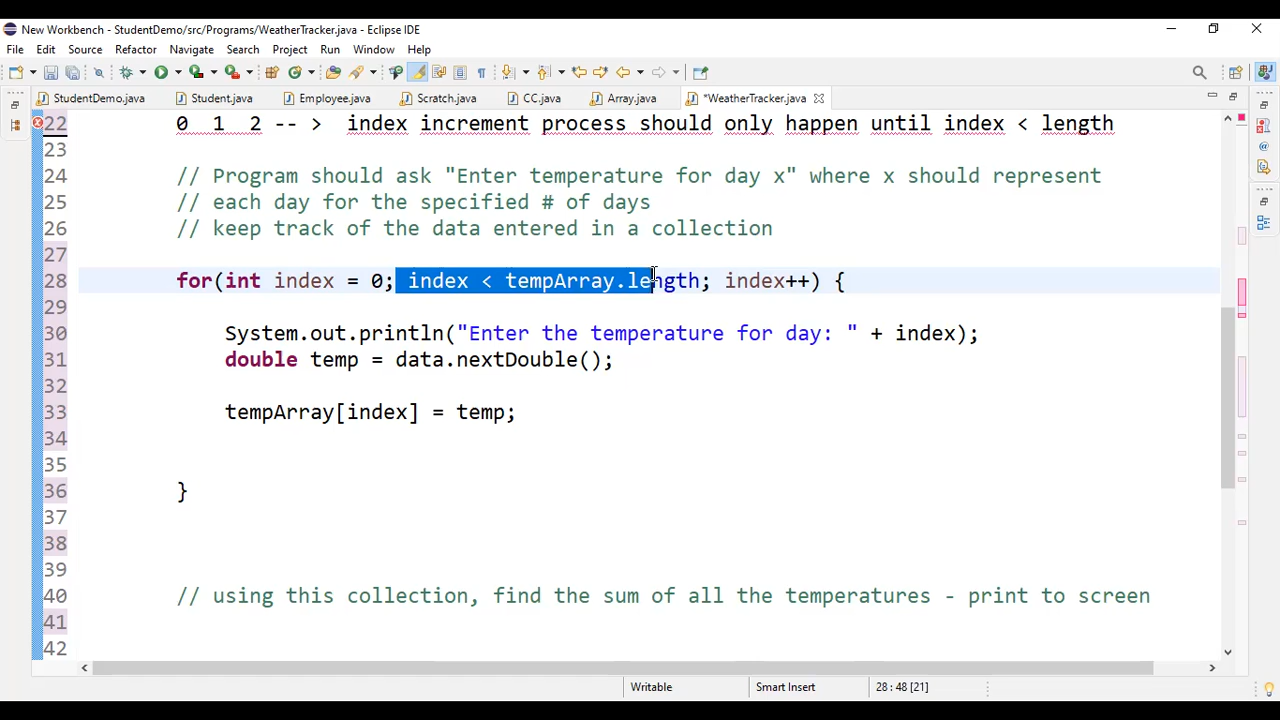 New Workbench - StudentDemo/src/Programs/WeatherTracker.java - Eclipse IDE
File Edit Source Refactor Navigate Search Project Run Window Help
StudentDemo.java Student.java Employee.java Scratch.java CC.java Array.java *WeatherTracker.java
22 0 1 2 -- > index increment process should only happen until index < length
23
24 // Program should ask "Enter temperature for day x" where x should represent
25 // each day for the specified # of days
26 // keep track of the data entered in a collection
27
28 for(int index = 0; index < tempArray.length; index++) {
29
30 System.out.println("Enter the temperature for day: " + index);
31 double temp = data.nextDouble();
32
33 tempArray[index] = temp;
34
35
36 }
37
38
39
40 // using this collection, find the sum of all the temperatures - print to screen
41
42
Writable Smart Insert 28 : 48 [21]